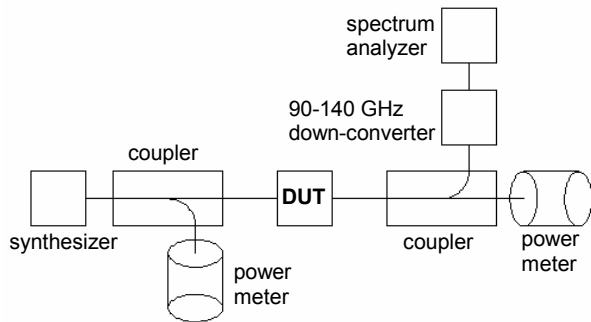 spectrum
analyzer
90-140 GHz
down-converter
coupler
DUT
synthesizer
coupler
power
meter
power
meter